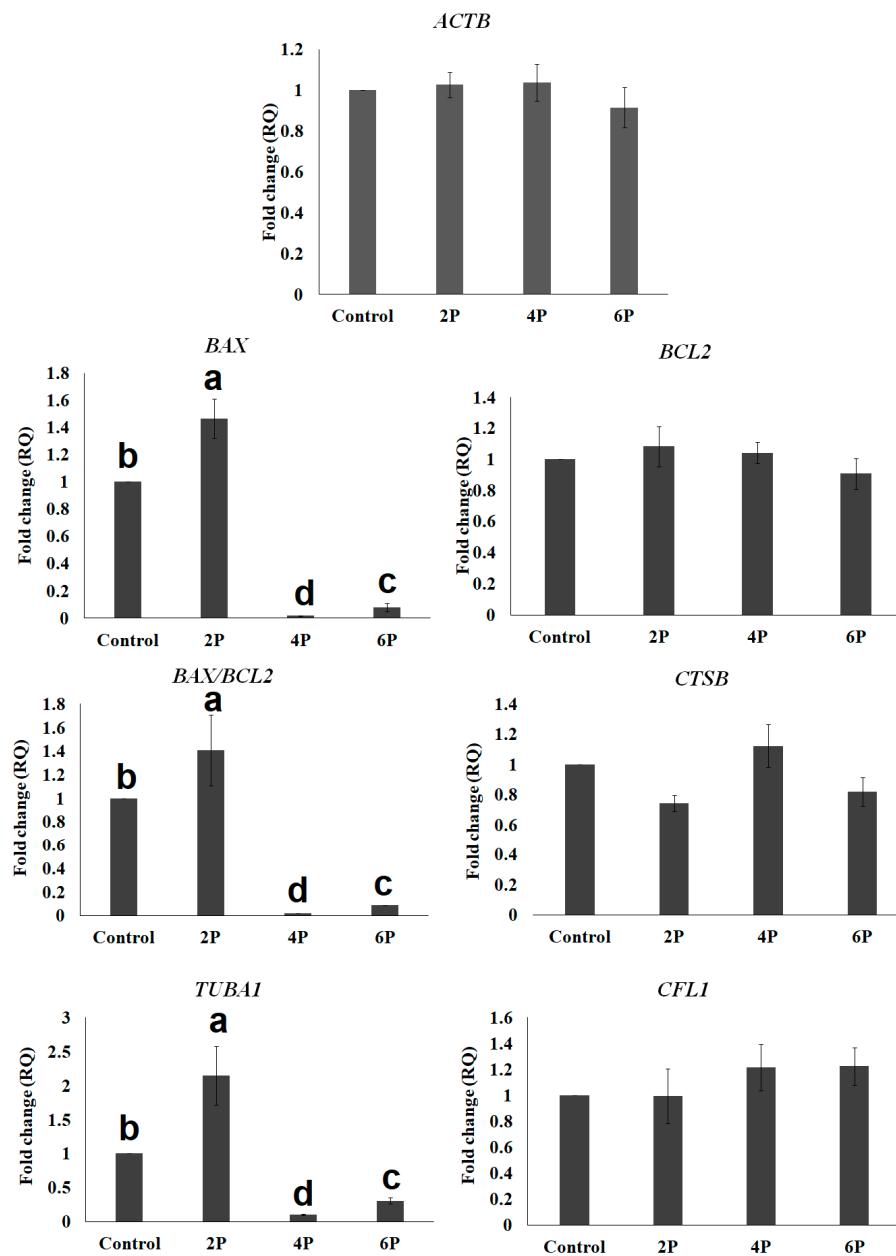 ACTB
Fold change (RQ)
1.2
1
0.8
0.6
0.4
0.2
0
Control 2P 4P 6P
BAX
Fold change (RQ)
1.8
1.6
1.4
1.2
1
0.8
0.6
0.4
0.2
0
b a d c
Control 2P 4P 6P
BCL2
Fold change (RQ)
1.4
1.2
1
0.8
0.6
0.4
0.2
0
Control 2P 4P 6P
BAX/BCL2
Fold change (RQ)
1.8
1.6
1.4
1.2
1
0.8
0.6
0.4
0.2
0
b a d c
Control 2P 4P 6P
CTSB
Fold change (RQ)
1.4
1.2
1
0.8
0.6
0.4
0.2
0
Control 2P 4P 6P
TUBA1
Fold change (RQ)
3
2.5
2
1.5
1
0.5
0
b a d c
Control 2P 4P 6P
CFL1
Fold change (RQ)
1.6
1.4
1.2
1
0.8
0.6
0.4
0.2
0
Control 2P 4P 6P